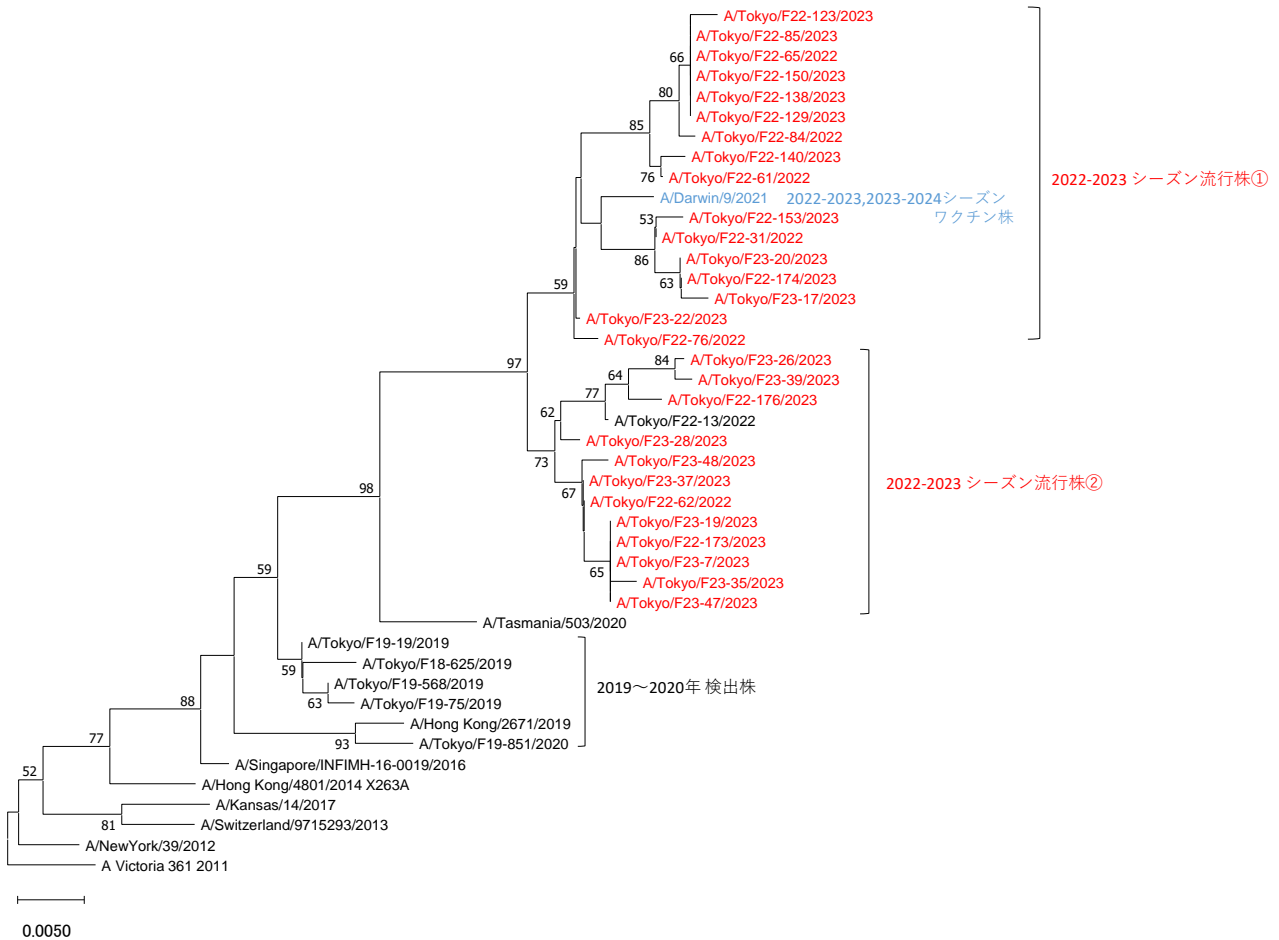 A/Tokyo/F22-123/2023
A/Tokyo/F22-85/2023
66
A/Tokyo/F22-65/2022
A/Tokyo/F22-150/2023
80
A/Tokyo/F22-138/2023
A/Tokyo/F22-129/2023
85
A/Tokyo/F22-84/2022
A/Tokyo/F22-140/2023
76
A/Tokyo/F22-61/2022
2022-2023 シーズン流行株①
A/Darwin/9/2021
2022-2023,2023-2024シーズン
ワクチン株
53
A/Tokyo/F22-153/2023
A/Tokyo/F22-31/2022
86
A/Tokyo/F23-20/2023
63
A/Tokyo/F22-174/2023
59
A/Tokyo/F23-17/2023
A/Tokyo/F23-22/2023
A/Tokyo/F22-76/2022
97
84
A/Tokyo/F23-26/2023
64
A/Tokyo/F23-39/2023
77
A/Tokyo/F22-176/2023
62
A/Tokyo/F22-13/2022
A/Tokyo/F23-28/2023
73
A/Tokyo/F23-48/2023
A/Tokyo/F23-37/2023
2022-2023 シーズン流行株②
98
67
A/Tokyo/F22-62/2022
A/Tokyo/F23-19/2023
A/Tokyo/F22-173/2023
A/Tokyo/F23-7/2023
65
A/Tokyo/F23-35/2023
59
A/Tokyo/F23-47/2023
A/Tasmania/503/2020
A/Tokyo/F19-19/2019
59
A/Tokyo/F18-625/2019
A/Tokyo/F19-568/2019
2019～2020年 検出株
63
A/Tokyo/F19-75/2019
88
A/Hong Kong/2671/2019
77
93
A/Tokyo/F19-851/2020
A/Singapore/INFIMH-16-0019/2016
52
A/Hong Kong/4801/2014 X263A
A/Kansas/14/2017
81
A/Switzerland/9715293/2013
A/NewYork/39/2012
A Victoria 361 2011
0.0050